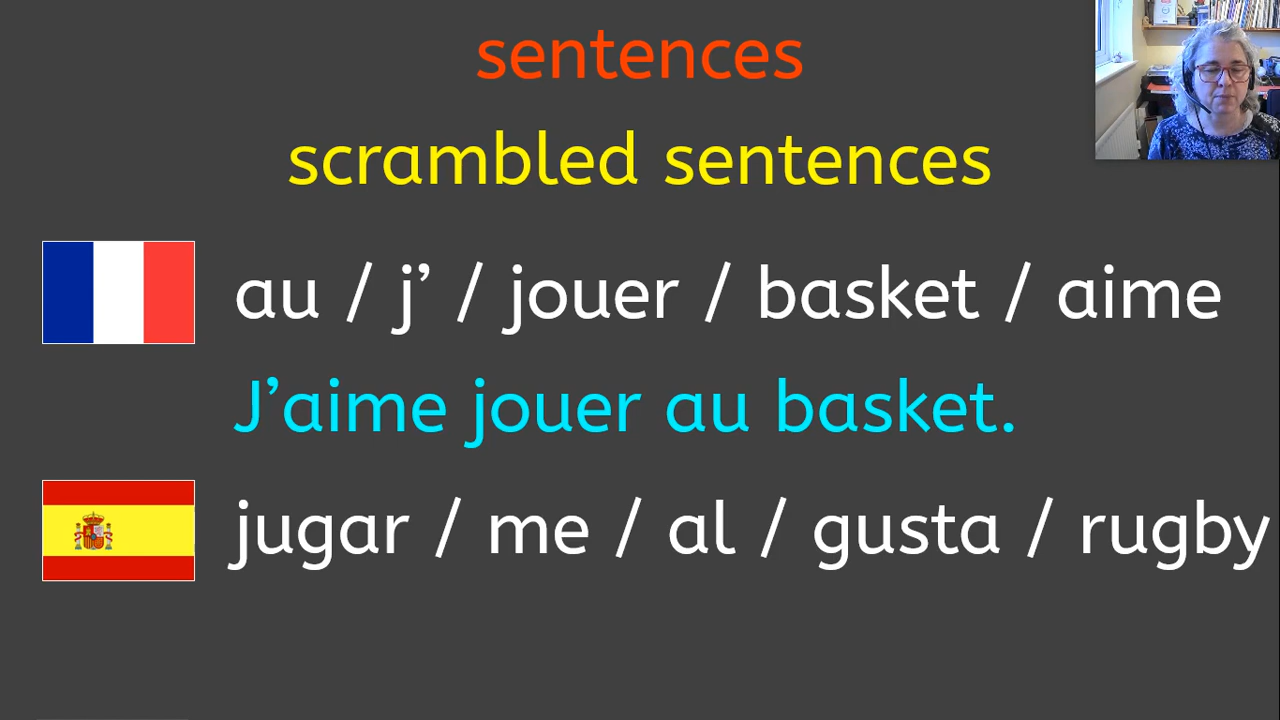 sentences
scrambled sentences
au / j’ / jouer / basket / aime
J’aime jouer au basket.
jugar / me / al / gusta / rugby